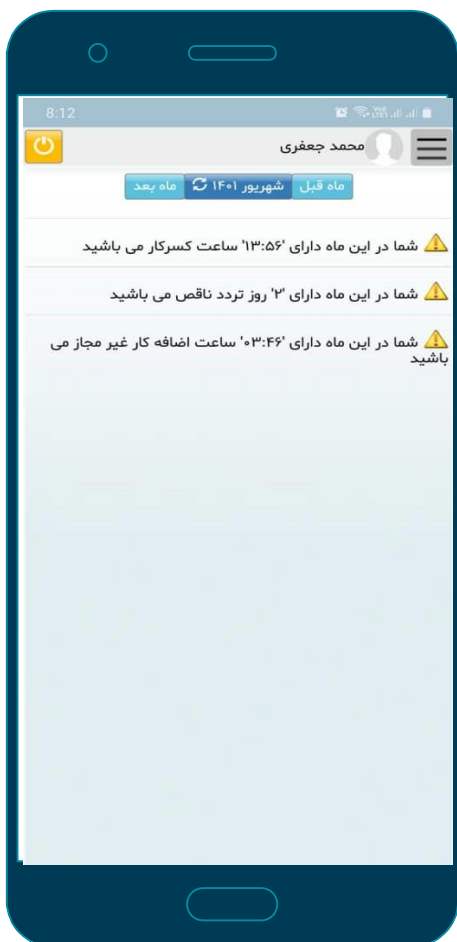 8:12
محمد جعفری
ماه قبل شهریور ۱۴۰۱ ماه بعد
شما در این ماه دارای '۱۳:۵۶' ساعت کسرکار می باشید
شما در این ماه دارای '۲' روز تردد ناقص می باشید
شما در این ماه دارای '۰۳:۴۶' ساعت اضافه کار غیر مجاز می
باشید